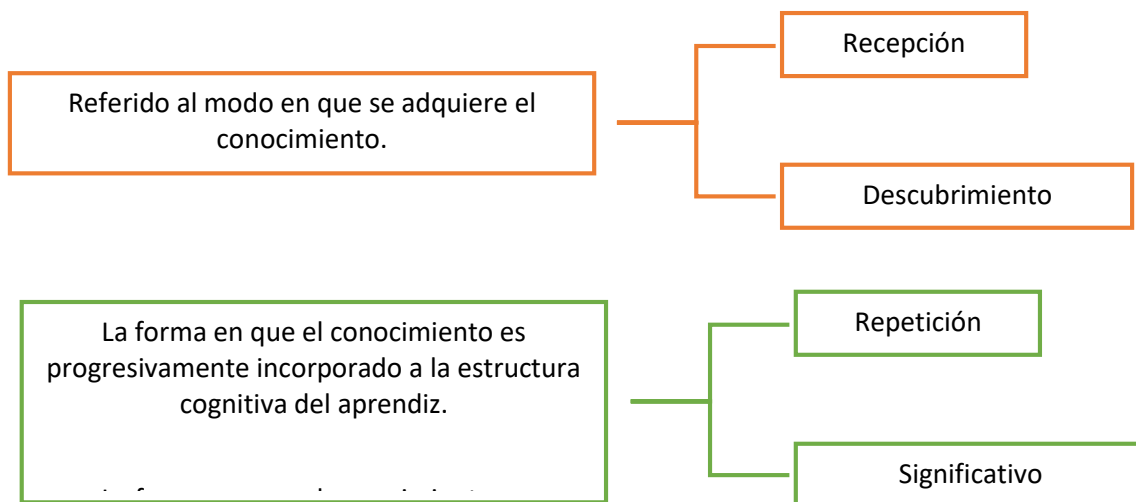 Recepción
Referido al modo en que se adquiere el
conocimiento.
Descubrimiento
La forma en que el conocimiento es
progresivamente incorporado a la estructura
cognitiva del aprendiz.
Repetición
Significativo